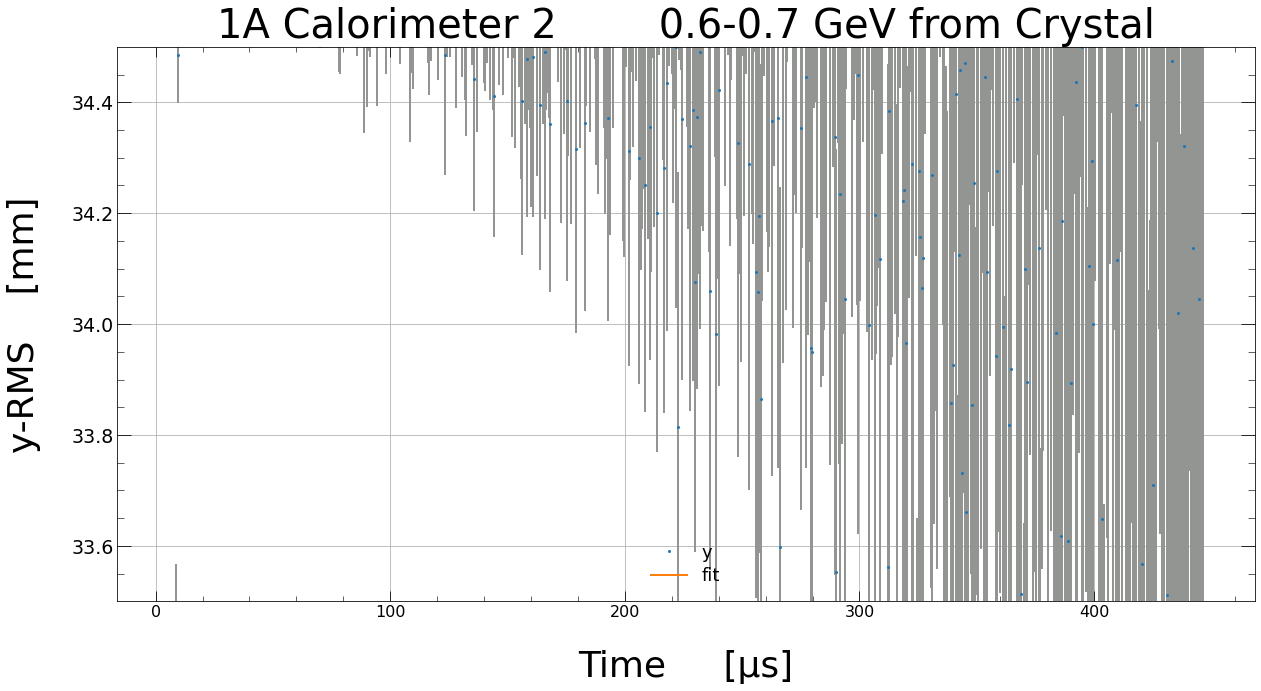 1A Calorimeter 2 0.6-0.7 GeV from Crystal
y-RMS [mm]
34.4
34.2
34.0
33.8
33.6
y
fit
0 100 200 300 400
Time [µs]